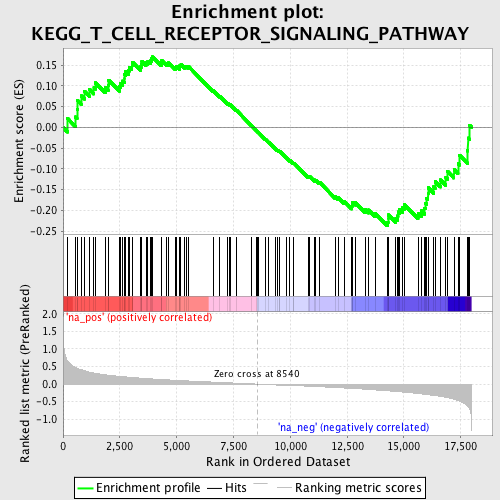 Enrichment plot:
KEGG_T_CELL_RECEPTOR_SIGNALING_PATHWAY
Enrichment score (ES)
0.15
0.10
0.05
0.00
-0.05
-0.10
-0.15
-0.20
-0.25
'na_pos' (positively correlated)
Ranked list metric (PreRanked)
2.0
1.5
1.0
0.5
0.0
-0.5
-1.0
Zero cross at 8540
'na_neg' (negatively correlated)
0
2,500
5,000
7,500
10,000
12,500
15,000
17,500
Rank in Ordered Dataset
Enrichment profile
Hits
Ranking metric scores